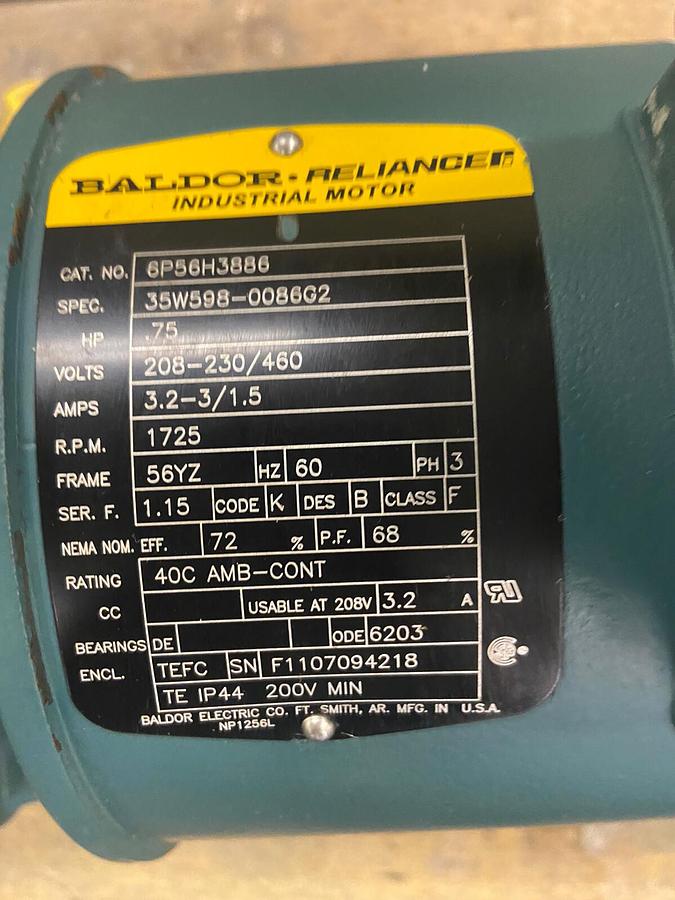 BALDOR • RELIANCE
INDUSTRIAL MOTOR
CAT. NO. 6P56H3886
SPEC. 35W598-0086G2
HP .75
VOLTS 208-230/460
AMPS 3.2-3/1.5
R.P.M. 1725
FRAME 56YZ HZ 60 PH 3
SER. F. 1.15 CODE K DES B CLASS F
NEMA NOM. EFF. 72 % P.F. 68 %
RATING 40C AMB-CONT
CC USABLE AT 208V 3.2 A
BEARINGS DE ODE 6203
ENCL. TEFC SN F1107094218
TE IP44 200V MIN
BALDOR ELECTRIC CO. FT. SMITH, AR. MFG. IN U.S.A.
NP1256L